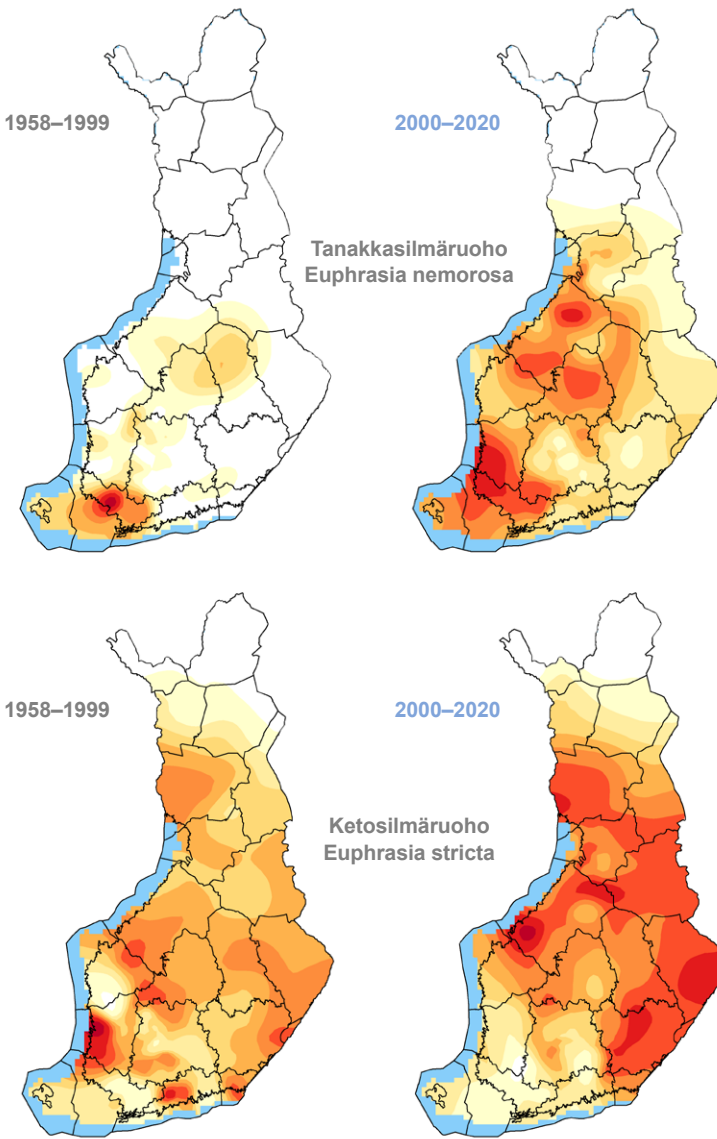 1958–1999
2000–2020
Tanakkasilmäruoho
Euphrasia nemorosa
1958–1999
2000–2020
Ketosilmäruoho
Euphrasia stricta